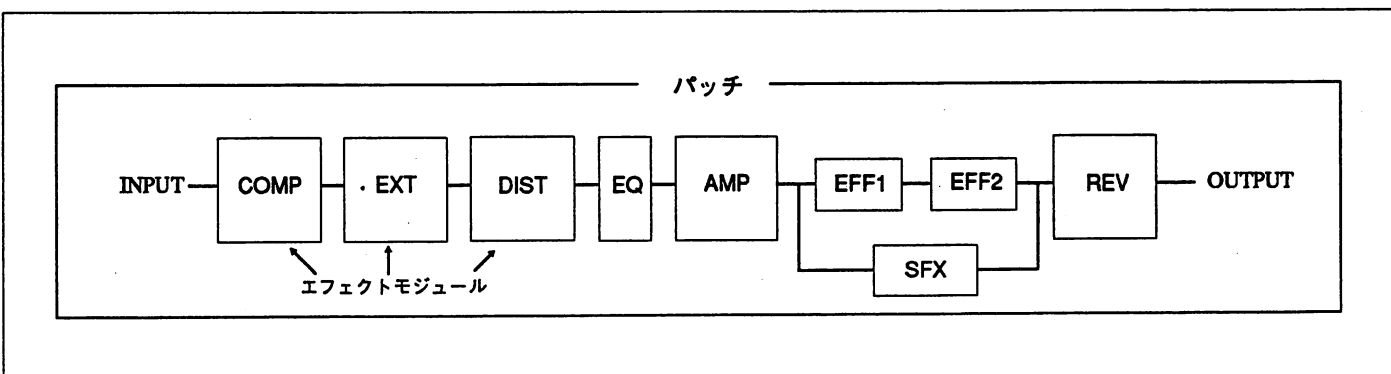 パッチ
INPUT COMP EXT DIST EQ AMP EFF1 EFF2 REV OUTPUT
SFX
エフェクトモジュール